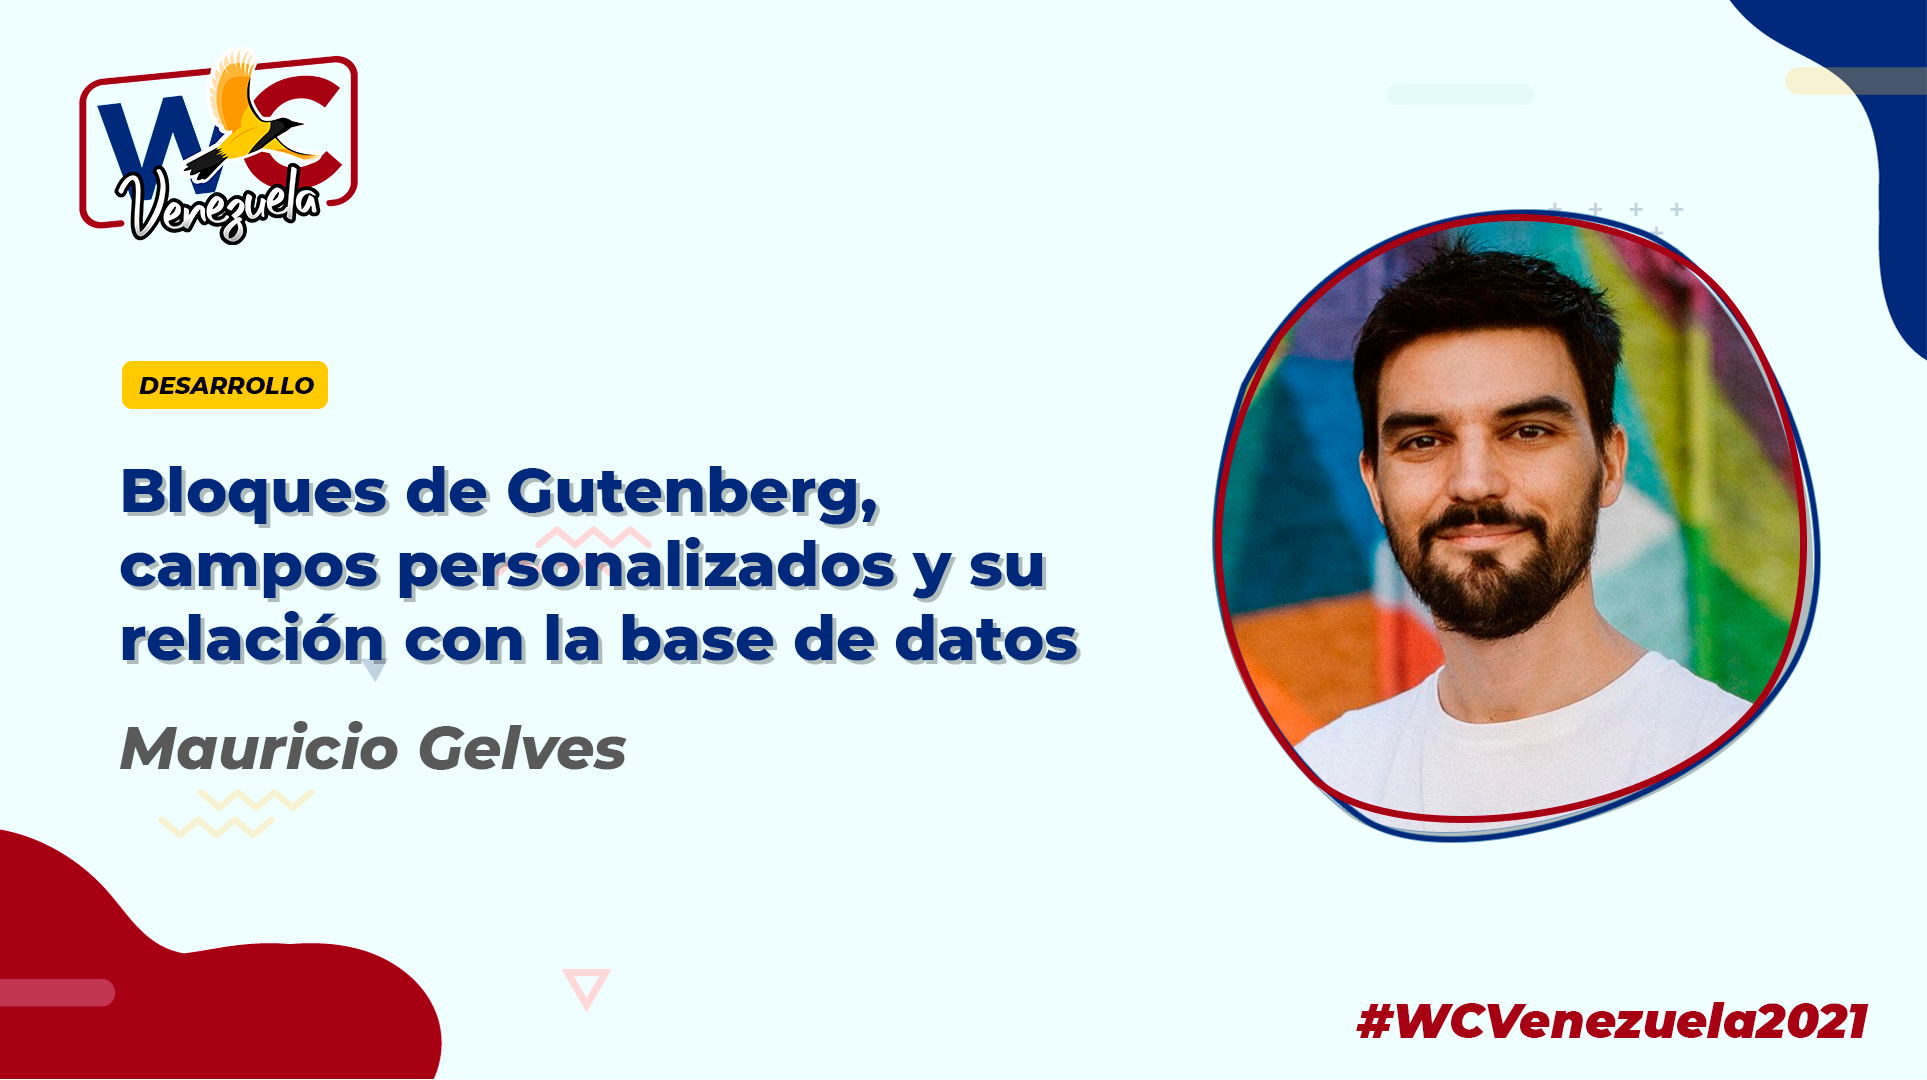 WC
Venezuela
DESARROLLO
Bloques de Gutenberg,
campos personalizados y su
relación con la base de datos
Mauricio Gelves
#WCVenezuela2021